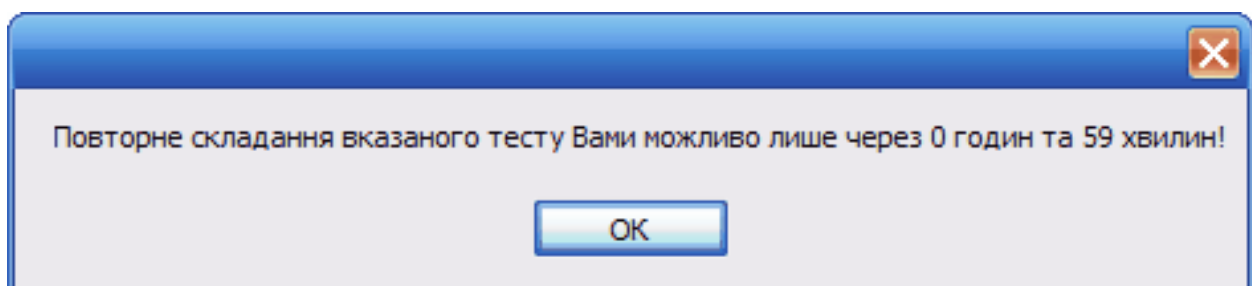 Повторне складання вказаного тесту Вами можливо лише через 0 годин та 59 хвилин!
OK